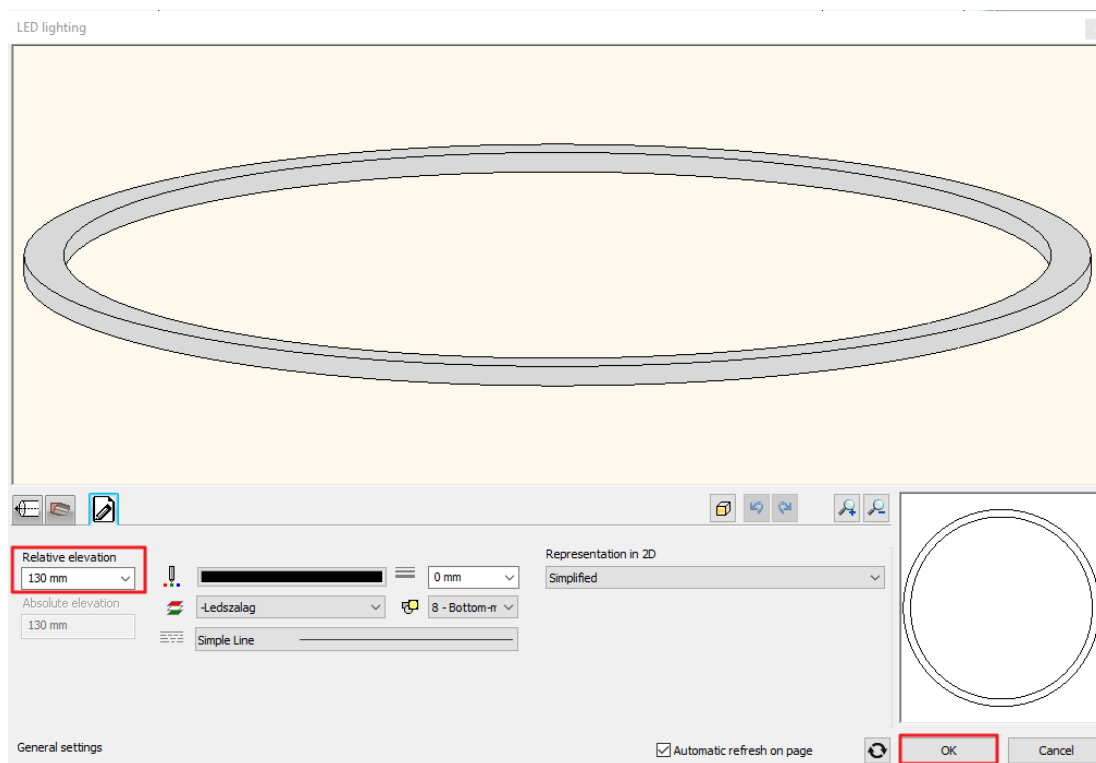 LED lighting
Relative elevation
130 mm
Absolute elevation
130 mm
0 mm
-Ledszalag
8 - Bottom-m
Simple Line
Representation in 2D
Simplified
General settings
Automatic refresh on page
OK
Cancel